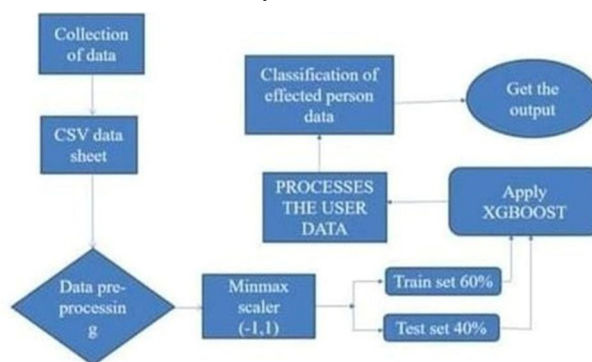 Collection
of data
CSV data
sheet
Data pre-
processin
g
Minmax
scaler
(-1,1)
Train set 60%
Test set 40%
Apply
XGBOOST
PROCESSES
THE USER
DATA
Classification of
effected person
data
Get the
output